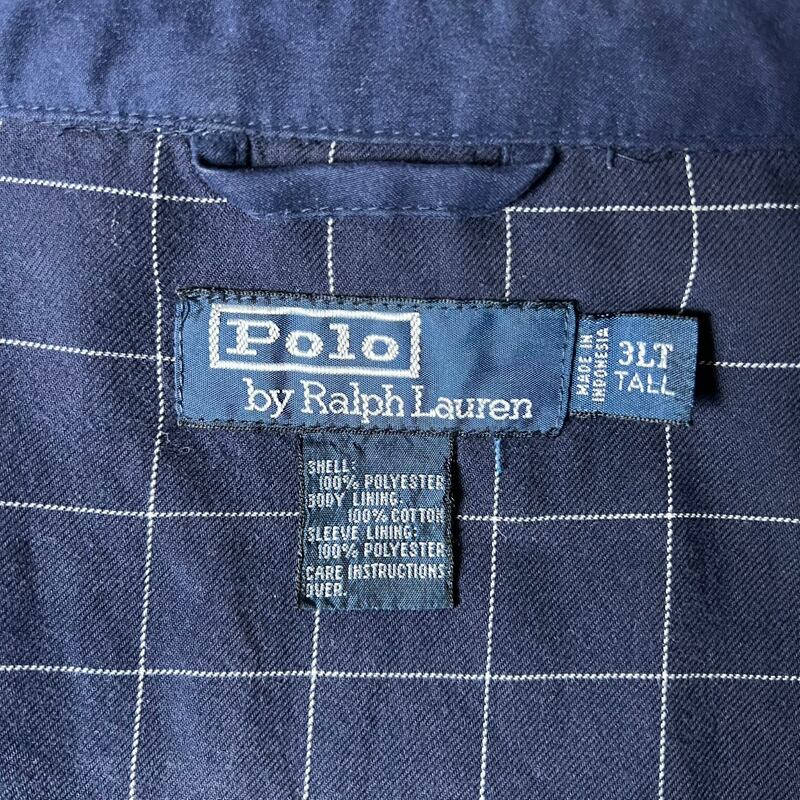 Polo
by Ralph Lauren
MADE IN
INDONESIA
3LT
TALL
SHELL:
100% POLYESTER
BODY LINING:
100% COTTON
SLEEVE LINING:
100% POLYESTER
CARE INSTRUCTIONS
OVER.